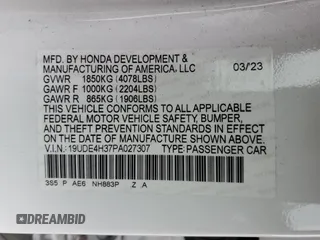 MFD. BY HONDA DEVELOPMENT &
MANUFACTURING OF AMERICA, LLC 03/23
GVWR 1850KG (4078LBS)
GAWR F 1000KG (2204LBS)
GAWR R 865KG (1906LBS)
THIS VEHICLE CONFORMS TO ALL APPLICABLE
FEDERAL MOTOR VEHICLE SAFETY, BUMPER,
AND THEFT PREVENTION STANDARDS IN EFFECT
ON THE DATE OF MANUFACTURE SHOWN ABOVE.
V.I.N.: 19UDE4H37PA027307 TYPE: PASSENGER CAR
3S5 P AE6 NH883P Z A
DREAMBID